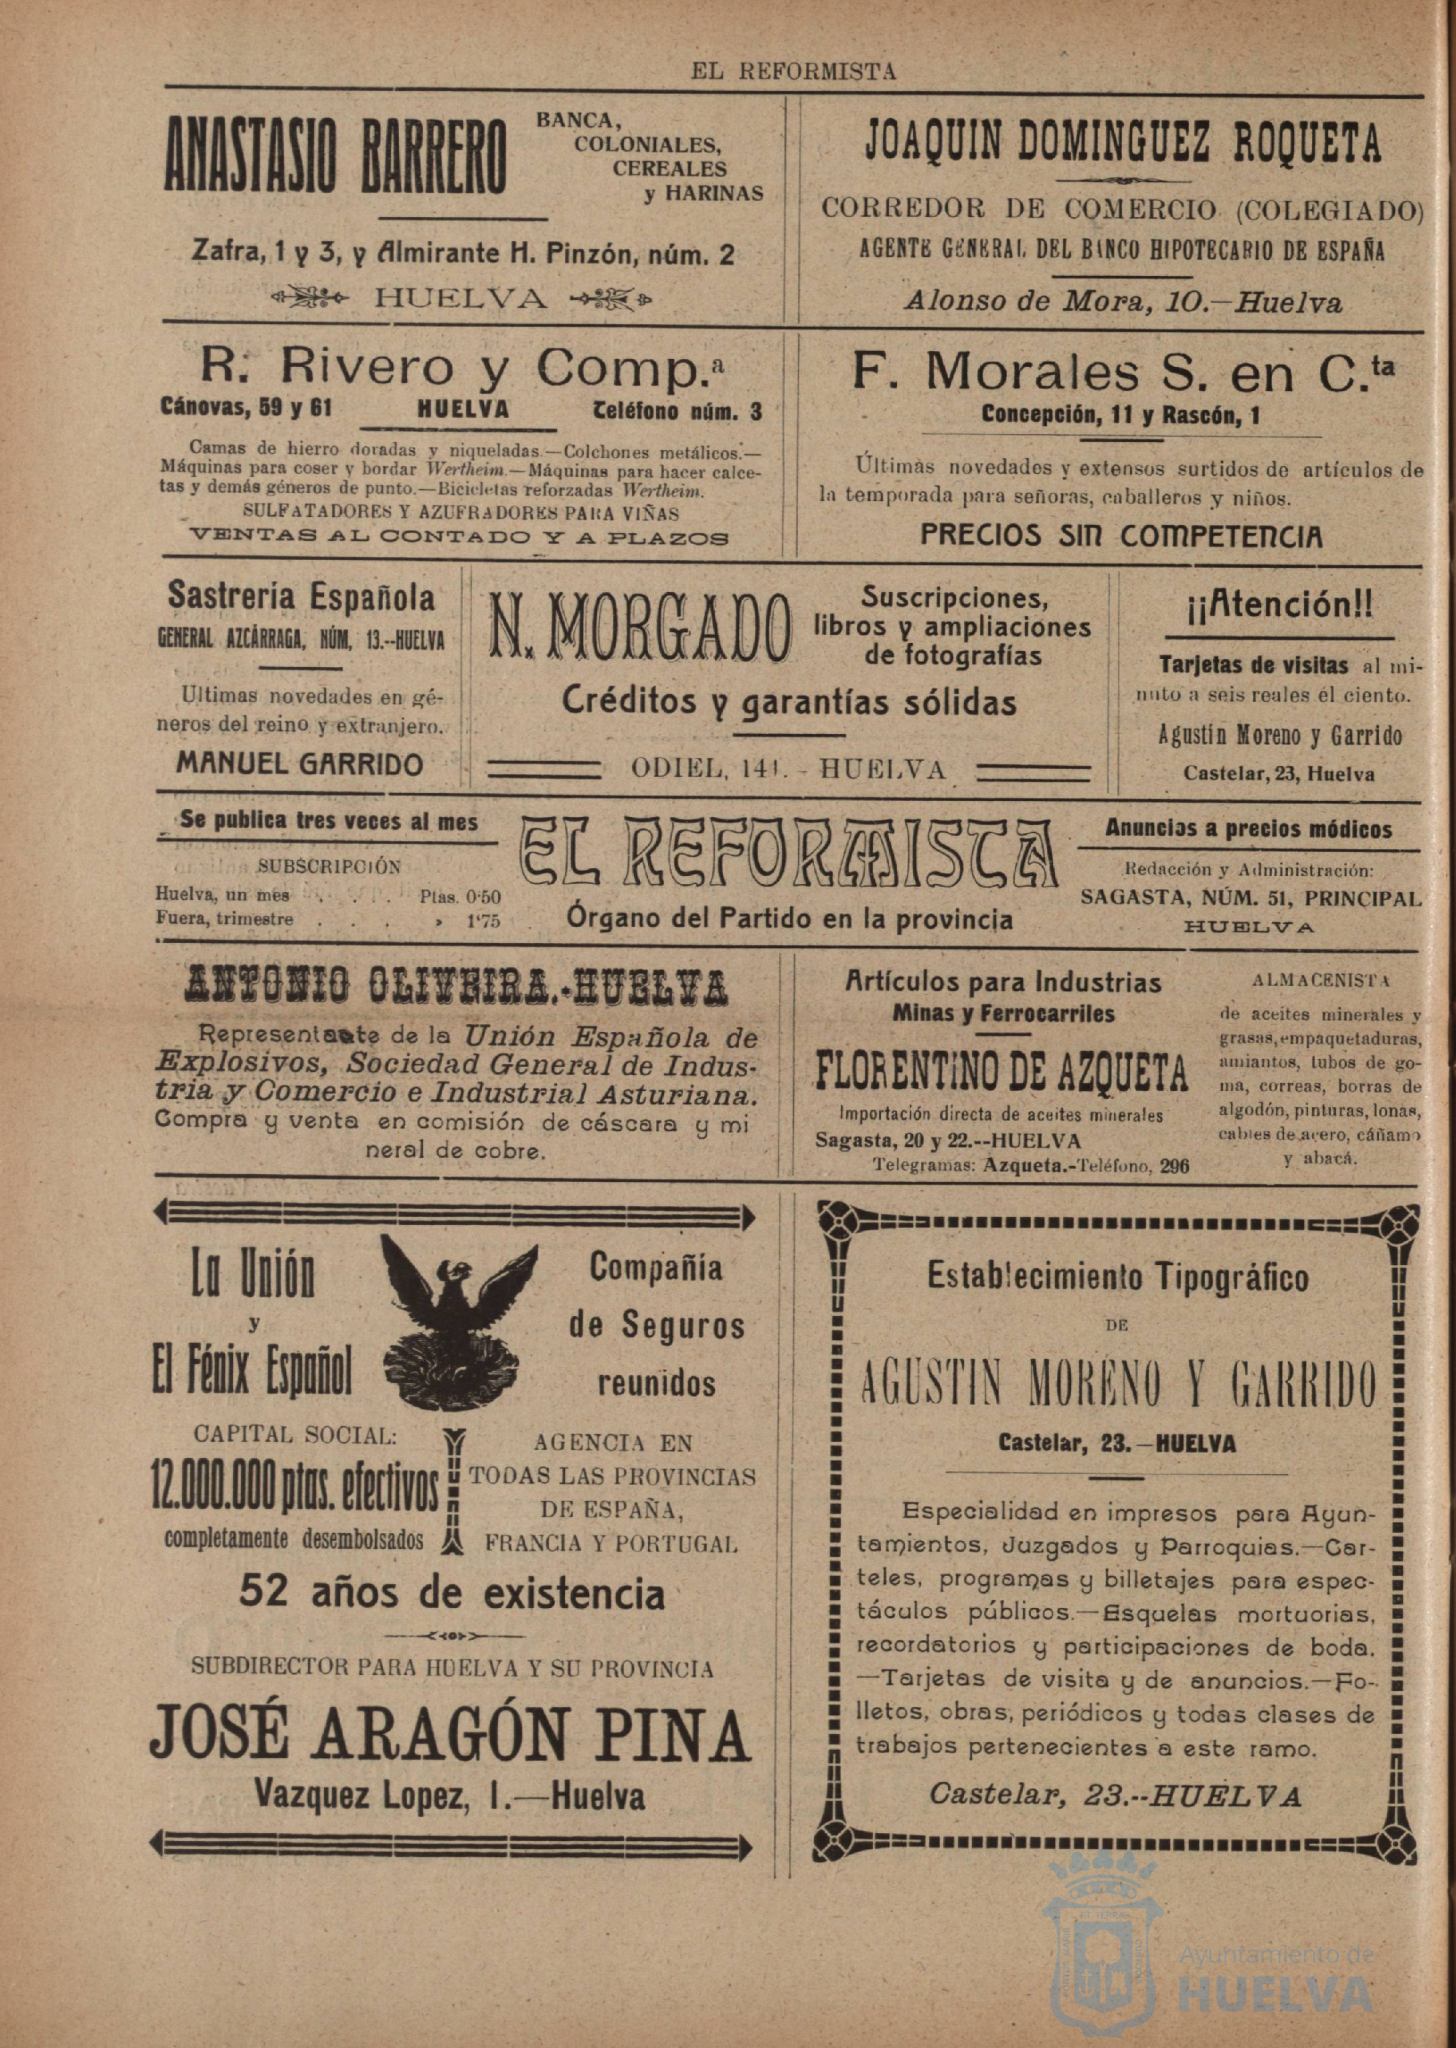 EL REFORMISTA
ANASTASIO BARRERO
BANCA,
COLONIALES,
CEREALES
y HARINAS
Zafra, 1 y 3, y Almirante H. Pinzón, núm. 2
HUELVA
JOAQUIN DOMINGUEZ ROQUETA
CORREDOR DE COMERCIO (COLEGIADO)
AGENTE GENERAL DEL BANCO HIPOTECARIO DE ESPAÑA
Alonso de Mora, 10.—Huelva
R. Rivero y Comp.ª
Cánovas, 59 y 61 HUELVA Teléfono núm. 3
Camas de hierro doradas y niqueladas.—Colchones metálicos.—
Máquinas para coser y bordar Wertheim.—Máquinas para hacer calce-
tas y demás géneros de punto.—Bicicletas reforzadas Wertheim.
SULFATADORES Y AZUFRADORES PARA VIÑAS
VENTAS AL CONTADO Y A PLAZOS
F. Morales S. en C.ta
Concepción, 11 y Rascón, 1
Últimas novedades y extensos surtidos de artículos de
la temporada para señoras, caballeros y niños.
PRECIOS SIN COMPETENCIA
Sastrería Española
GENERAL AZCÁRRAGA, NÚM, 13.--HUELVA
Ultimas novedades en gé-
neros del reino y extranjero.
MANUEL GARRIDO
N. MORGADO
Suscripciones,
libros y ampliaciones
de fotografías
Créditos y garantías sólidas
ODIEL, 141. - HUELVA
¡¡Atención!!
Tarjetas de visitas al mi-
nuto a seis reales el ciento.
Agustín Moreno y Garrido
Castelar, 23, Huelva
Se publica tres veces al mes
SUBSCRIPCIÓN
Huelva, un mes . . . . Ptas. 0'50
Fuera, trimestre . . . . » 1'75
EL REFORMISTA
Órgano del Partido en la provincia
Anuncios a precios módicos
Redacción y Administración:
SAGASTA, NÚM. 51, PRINCIPAL
HUELVA
ANTONIO OLIVEIRA.-HUELVA
Representante de la Unión Española de
Explosivos, Sociedad General de Indus-
tria y Comercio e Industrial Asturiana.
Compra y venta en comisión de cáscara y mi
neral de cobre.
Artículos para Industrias
Minas y Ferrocarriles
FLORENTINO DE AZQUETA
Importación directa de aceites minerales
Sagasta, 20 y 22.--HUELVA
Telegramas: Azqueta.-Teléfono, 296
ALMACENISTA
de aceites minerales y
grasas, empaquetaduras,
amiantos, tubos de go-
ma, correas, borras de
algodón, pinturas, lonas,
cables de acero, cáñamo
y abacá.
La Unión
y
El Fénix Español
Compañía
de Seguros
reunidos
CAPITAL SOCIAL:
12.000.000 ptas. efectivos
completamente desembolsados
AGENCIA EN
TODAS LAS PROVINCIAS
DE ESPAÑA,
FRANCIA Y PORTUGAL
52 años de existencia
SUBDIRECTOR PARA HUELVA Y SU PROVINCIA
JOSÉ ARAGÓN PINA
Vazquez Lopez, 1.—Huelva
Establecimiento Tipográfico
DE
AGUSTIN MORENO Y GARRIDO
Castelar, 23.—HUELVA
Especialidad en impresos para Ayun-
tamientos, Juzgados y Parroquias.—Car-
teles, programas y billetajes para espec-
táculos públicos.—Esquelas mortuorias,
recordatorios y participaciones de boda.
—Tarjetas de visita y de anuncios.—Fo-
lletos, obras, periódicos y todas clases de
trabajos pertenecientes a este ramo.
Castelar, 23.--HUELVA
Ayuntamiento de
HUELVA